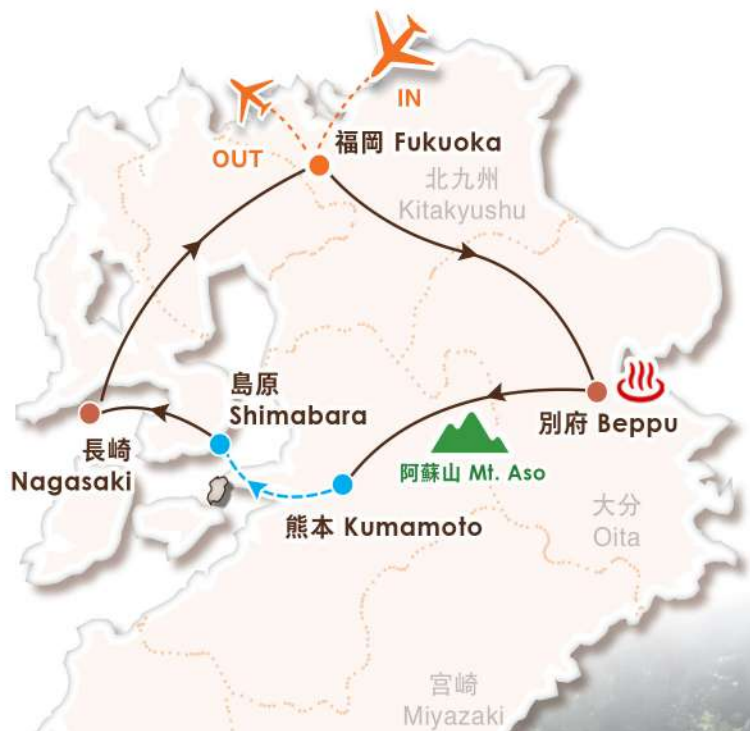 IN
OUT
福岡 Fukuoka
北九州
Kitakyushu
島原
Shimabara
別府 Beppu
長崎
Nagasaki
阿蘇山 Mt. Aso
熊本 Kumamoto
大分
Oita
宮崎
Miyazaki